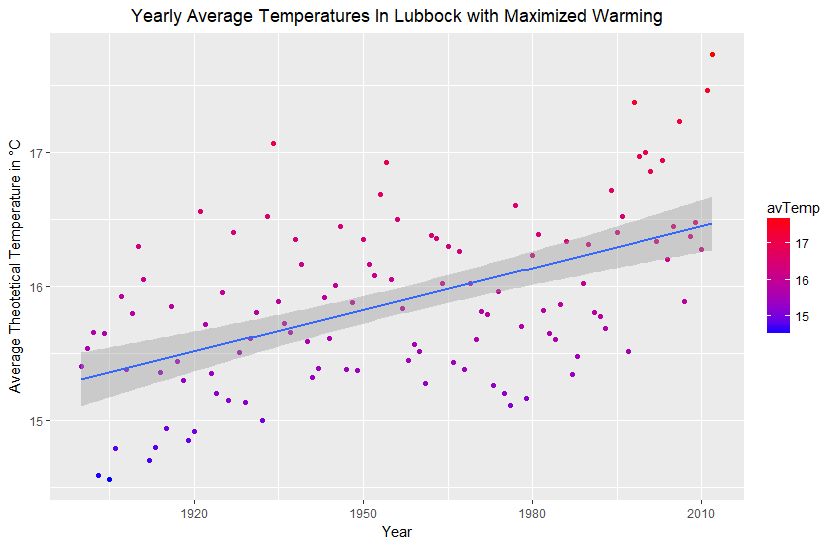 Yearly Average Temperatures In Lubbock with Maximized Warming
Average Theotetical Temperature in °C
17
16
15
1920
1950
1980
2010
Year
avTemp
17
16
15